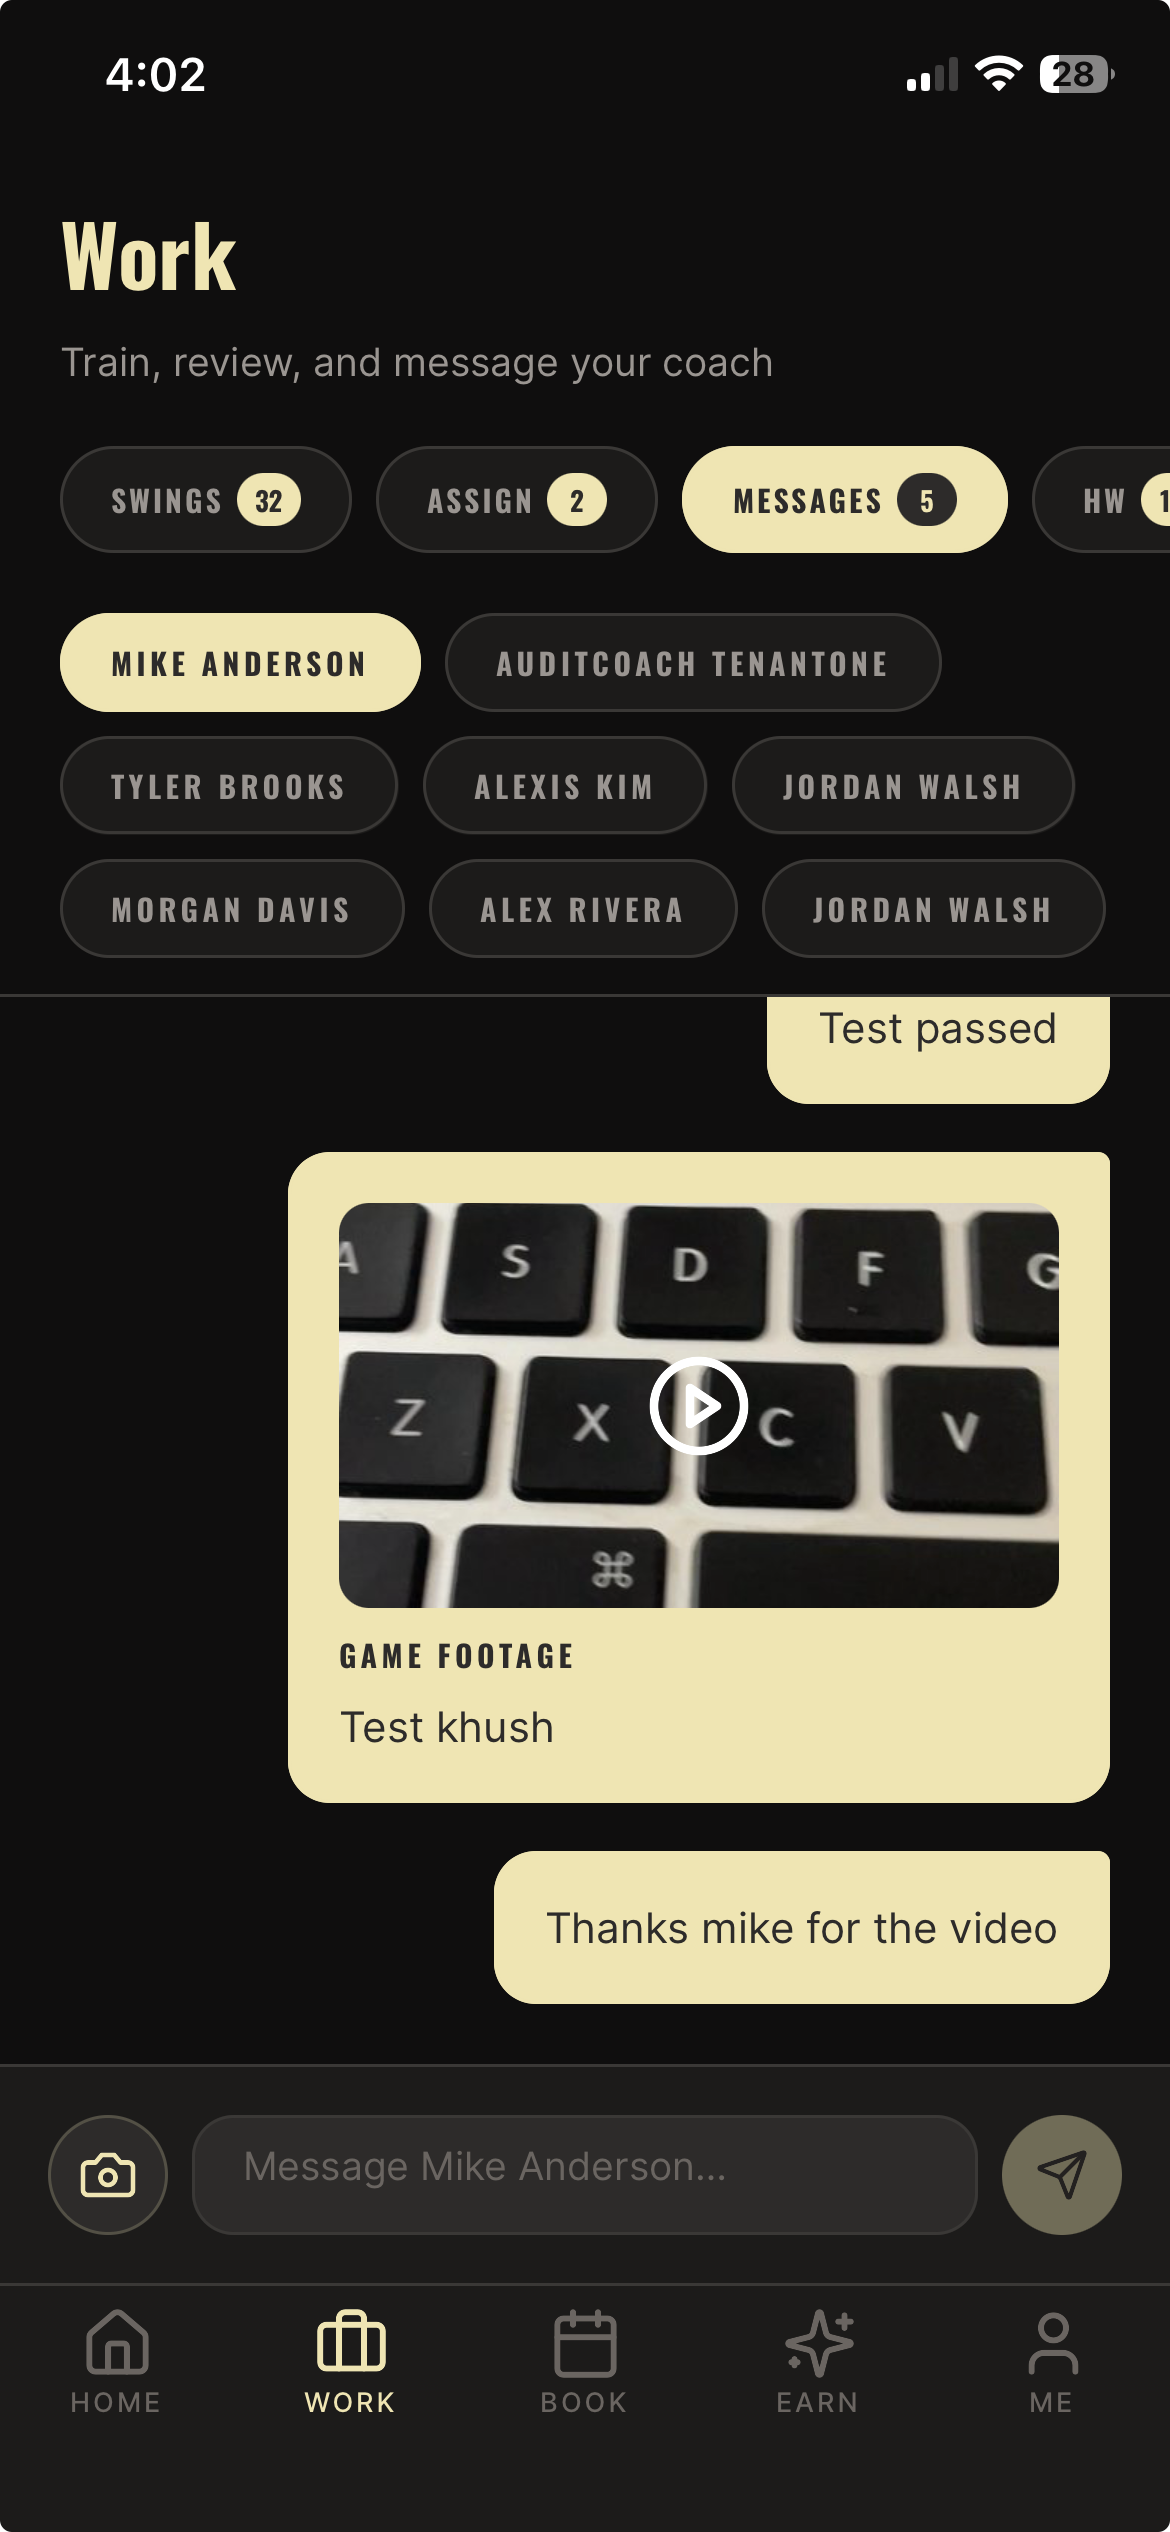 4:02
28
Work
Train, review, and message your coach
SWINGS 32
ASSIGN 2
MESSAGES 5
HW 1
MIKE ANDERSON
AUDITCOACH TENANTONE
TYLER BROOKS
ALEXIS KIM
JORDAN WALSH
MORGAN DAVIS
ALEX RIVERA
JORDAN WALSH
Test passed
A S D F G
Z X C V
⌘
GAME FOOTAGE
Test khush
Thanks mike for the video
Message Mike Anderson...
HOME
WORK
BOOK
EARN
ME